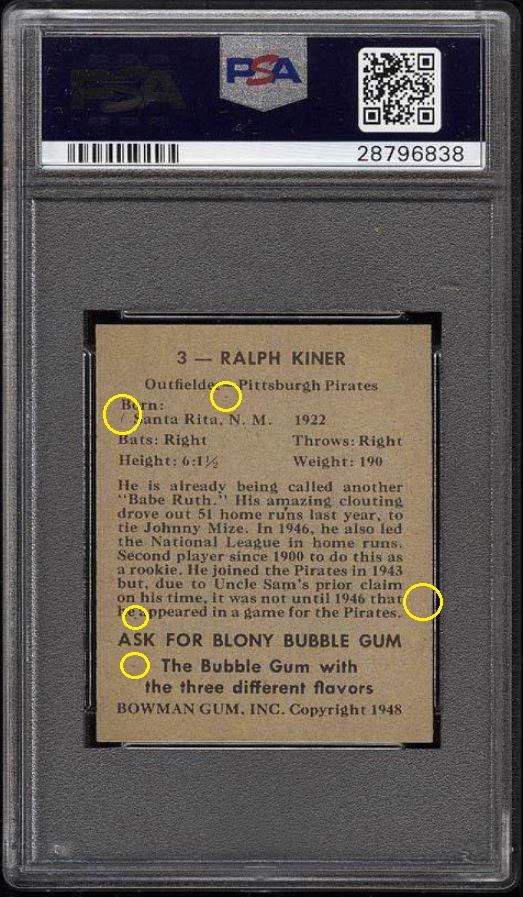 PSA
PSA
28796838
3 — RALPH KINER
Outfielder—Pittsburgh Pirates
Born:
Santa Rita, N. M. 1922
Bats: Right Throws: Right
Height: 6:1½ Weight: 190
He is already being called another
"Babe Ruth." His amazing clouting
drove out 51 home runs last year, to
tie Johnny Mize. In 1946, he also led
the National League in home runs.
Second player since 1900 to do this as
a rookie. He joined the Pirates in 1943
but, due to Uncle Sam's prior claim
on his time, it was not until 1946 that
he appeared in a game for the Pirates.
ASK FOR BLONY BUBBLE GUM
The Bubble Gum with
the three different flavors
BOWMAN GUM, INC. Copyright 1948